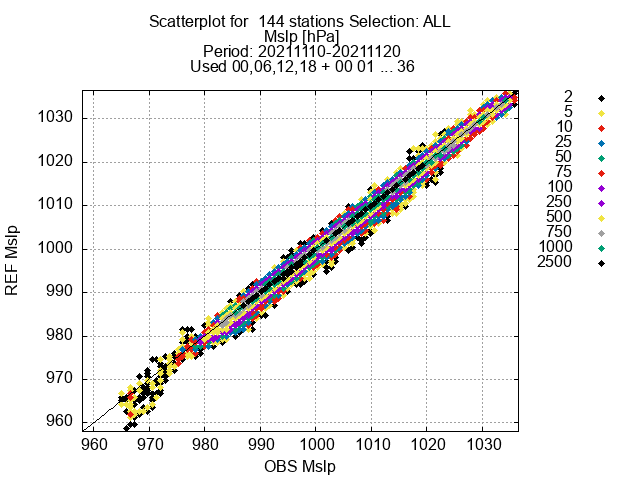 Scatterplot for  144 stations Selection: ALL
Mslp [hPa]
Period: 20211110-20211120
Used 00,06,12,18 + 00 01 ... 36
2
5
10
25
50
75
100
250
500
750
1000
2500
1030
1020
1010
1000
990
980
970
960
REF Mslp
960 970 980 990 1000 1010 1020 1030
OBS Mslp